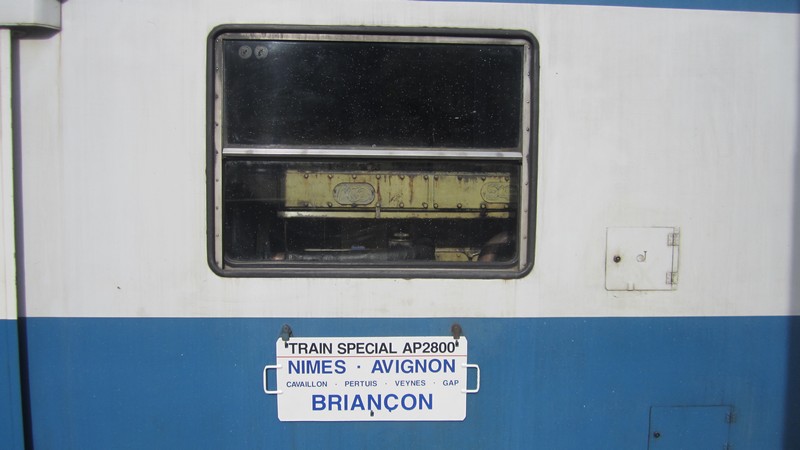 TRAIN SPECIAL AP2800
NIMES · AVIGNON
CAVAILLON · PERTUIS · VEYNES · GAP
BRIANÇON